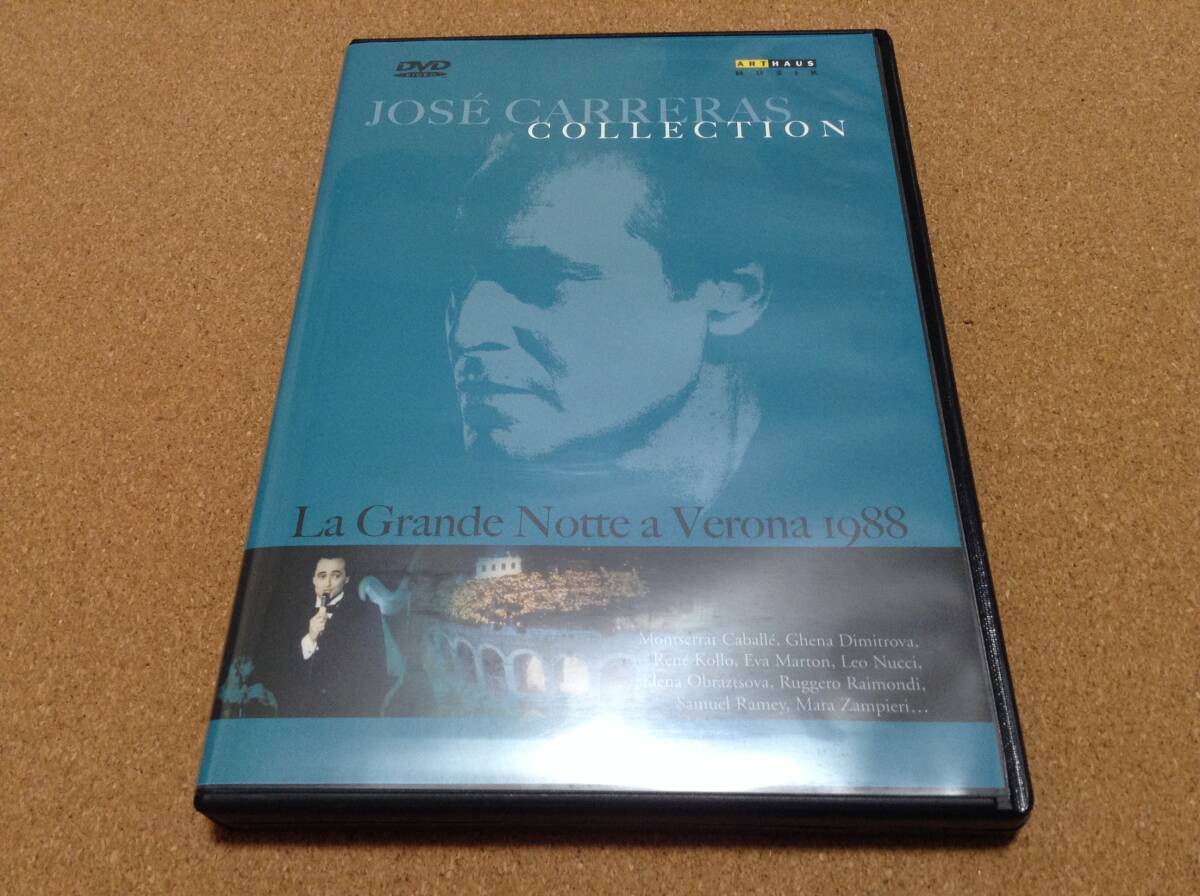 DVD
VIDEO
ARTHAUS
MUSIK
JOSÉ CARRERAS
COLLECTION
La Grande Notte a Verona 1988
Montserrat Caballé, Ghena Dimitrova,
René Kollo, Eva Marton, Leo Nucci,
Elena Obraztsova, Ruggero Raimondi,
Samuel Ramey, Mara Zampieri...